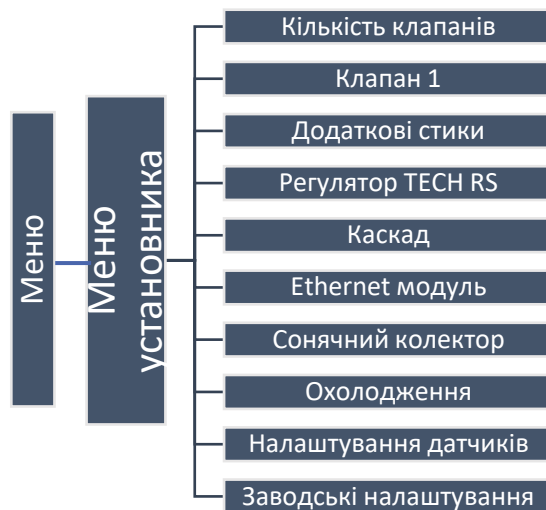 Меню
Меню
установника
Кількість клапанів
Клапан 1
Додаткові стики
Регулятор TECH RS
Каскад
Ethernet модуль
Сонячний колектор
Охолодження
Налаштування датчиків
Заводські налаштування